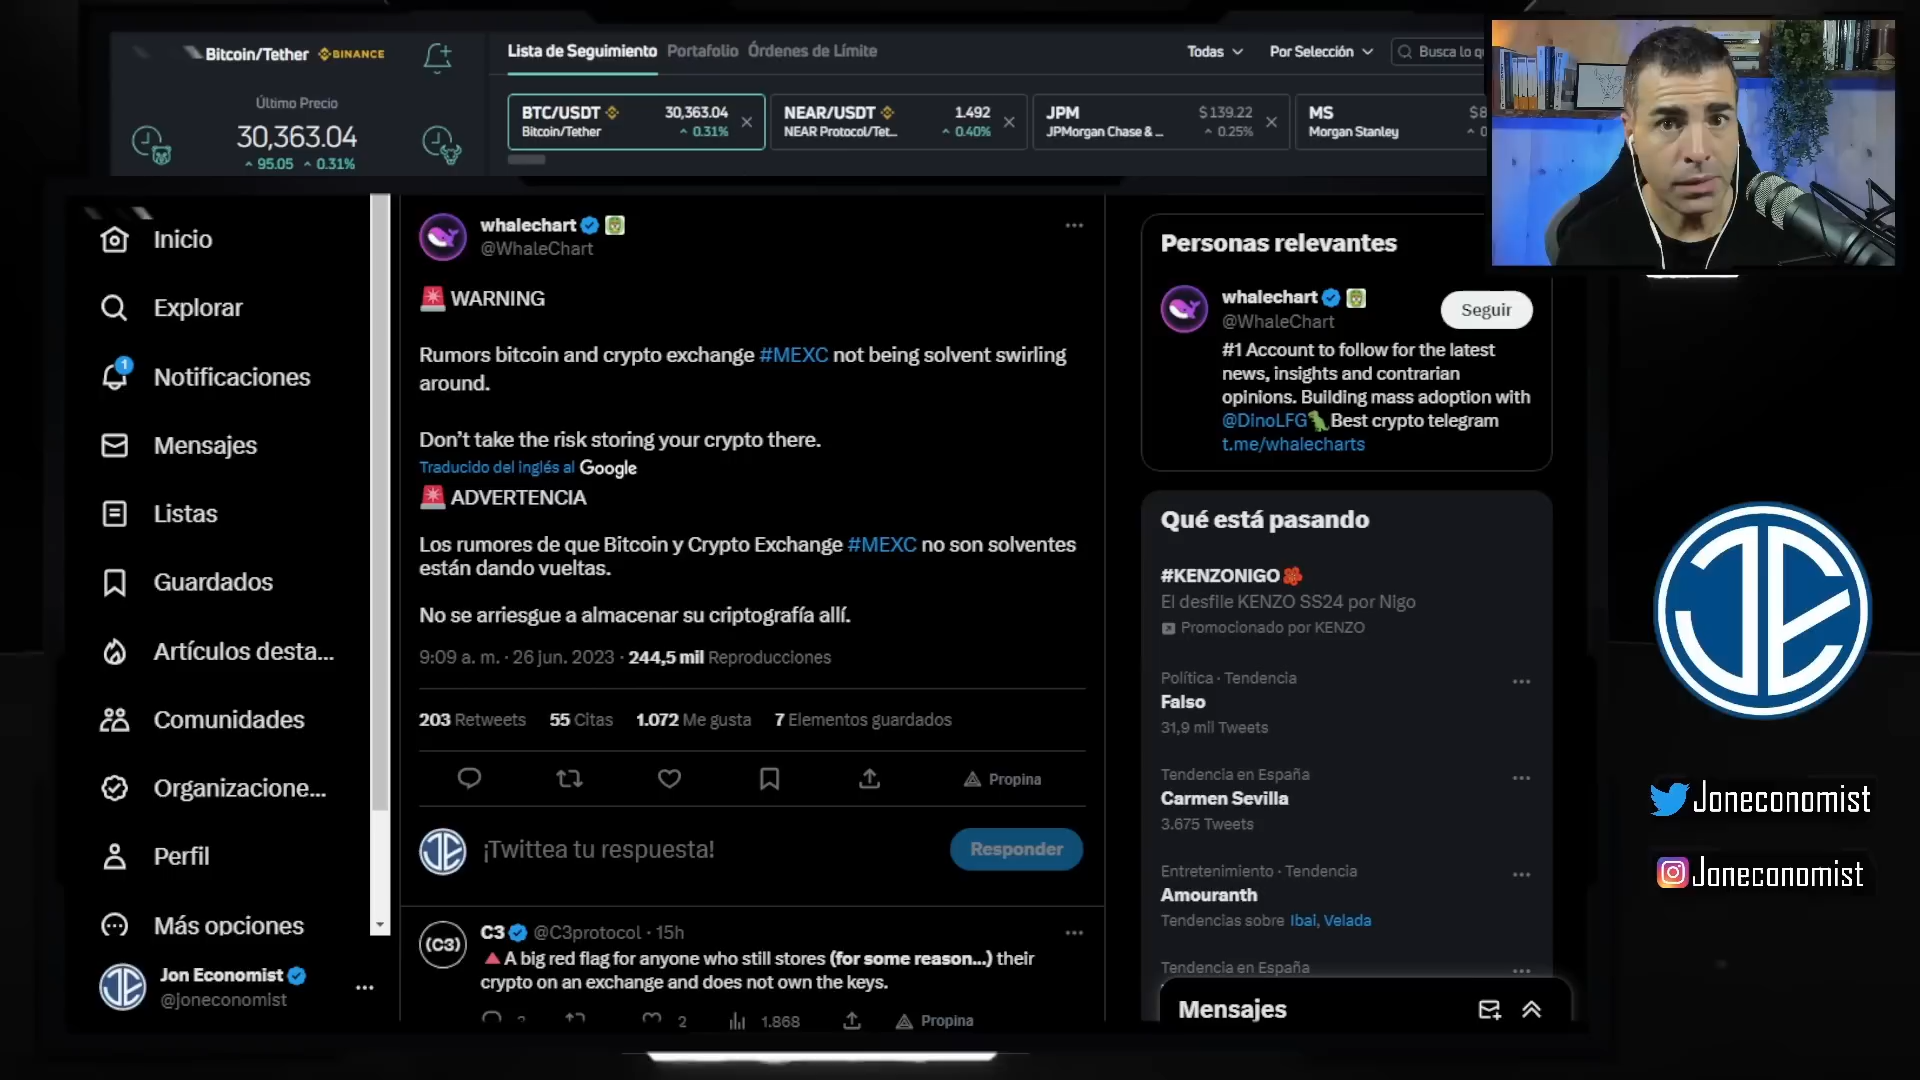 Bitcoin/Tether BINANCE
Último Precio
30,363.04
95.05 0.31%
Lista de Seguimiento Portafolio Órdenes de Límite
Todas Por Selección Busca lo q
BTC/USDT 30,363.04
Bitcoin/Tether 0.31%
NEAR/USDT 1.492
NEAR Protocol/Tet... 0.40%
JPM $139.22
JPMorgan Chase & ... 0.25%
MS $8
Morgan Stanley 0
Inicio
Explorar
1
Notificaciones
Mensajes
Listas
Guardados
Artículos desta...
Comunidades
Organizacione...
Perfil
Más opciones
Jon Economist
@joneconomist
whalechart
@WhaleChart
WARNING
Rumors bitcoin and crypto exchange #MEXC not being solvent swirling
around.
Don't take the risk storing your crypto there.
Traducido del inglés al Google
ADVERTENCIA
Los rumores de que Bitcoin y Crypto Exchange #MEXC no son solventes
están dando vueltas.
No se arriesgue a almacenar su criptografía allí.
9:09 a. m. · 26 jun. 2023 · 244,5 mil Reproducciones
203 Retweets 55 Citas 1.072 Me gusta 7 Elementos guardados
Propina
¡Twittea tu respuesta!
Responder
(C3)
C3 @C3protocol · 15h
A big red flag for anyone who still stores (for some reason...) their
crypto on an exchange and does not own the keys.
2 1.868 Propina
Personas relevantes
whalechart
@WhaleChart
Seguir
#1 Account to follow for the latest
news, insights and contrarian
opinions. Building mass adoption with
@DinoLFG Best crypto telegram
t.me/whalecharts
Qué está pasando
#KENZONIGO
El desfile KENZO SS24 por Nigo
Promocionado por KENZO
Política · Tendencia
Falso
31,9 mil Tweets
Tendencia en España
Carmen Sevilla
3.675 Tweets
Entretenimiento · Tendencia
Amouranth
Tendencias sobre Ibai, Velada
Tendencia en España
Mensajes
JE
Joneconomist
Joneconomist